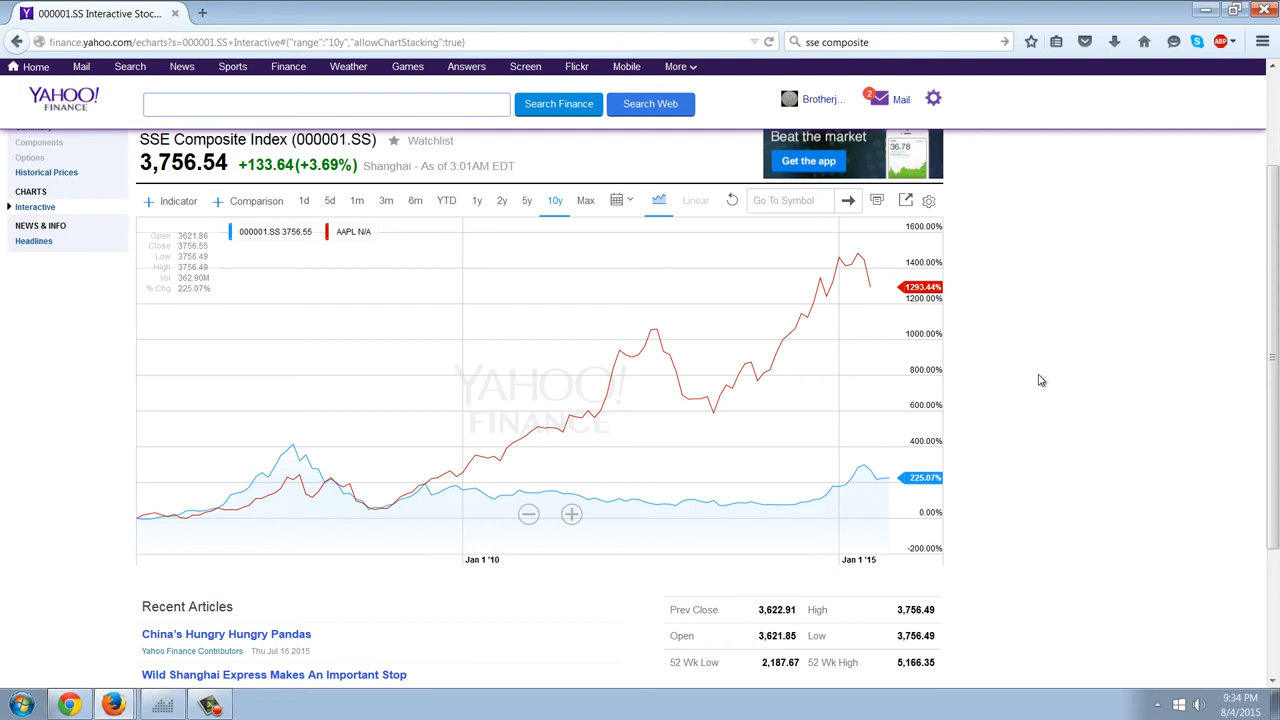 000001.SS Interactive Stoc...
finance.yahoo.com/echarts?s=000001.SS+Interactive#{"range":"10y","allowChartStacking":true}
sse composite
ABP
Home Mail Search News Sports Finance Weather Games Answers Screen Flickr Mobile More
YAHOO!
FINANCE
Search Finance
Search Web
Brotherj...
2
Mail
Components
Options
Historical Prices
CHARTS
Interactive
NEWS & INFO
Headlines
SSE Composite Index (000001.SS)
Watchlist
3,756.54 +133.64(+3.69%) Shanghai - As of 3:01AM EDT
Beat the market
Get the app
36.78
Indicator Comparison 1d 5d 1m 3m 6m YTD 1y 2y 5y 10y Max Linear Go To Symbol
000001.SS 3756.55 AAPL N/A
Open 3621.86
Close 3756.55
Low 3756.49
High 3756.49
Vol 362.90M
% Chg 225.07%
1600.00%
1400.00%
1293.44%
1200.00%
1000.00%
800.00%
600.00%
400.00%
225.07%
0.00%
-200.00%
YAHOO!
FINANCE
Jan 1 '10
Jan 1 '15
Recent Articles
China's Hungry Hungry Pandas
Yahoo Finance Contributors Thu Jul 16 2015
Wild Shanghai Express Makes An Important Stop
Prev Close 3,622.91 High 3,756.49
Open 3,621.85 Low 3,756.49
52 Wk Low 2,187.67 52 Wk High 5,166.35
9:34 PM
8/4/2015